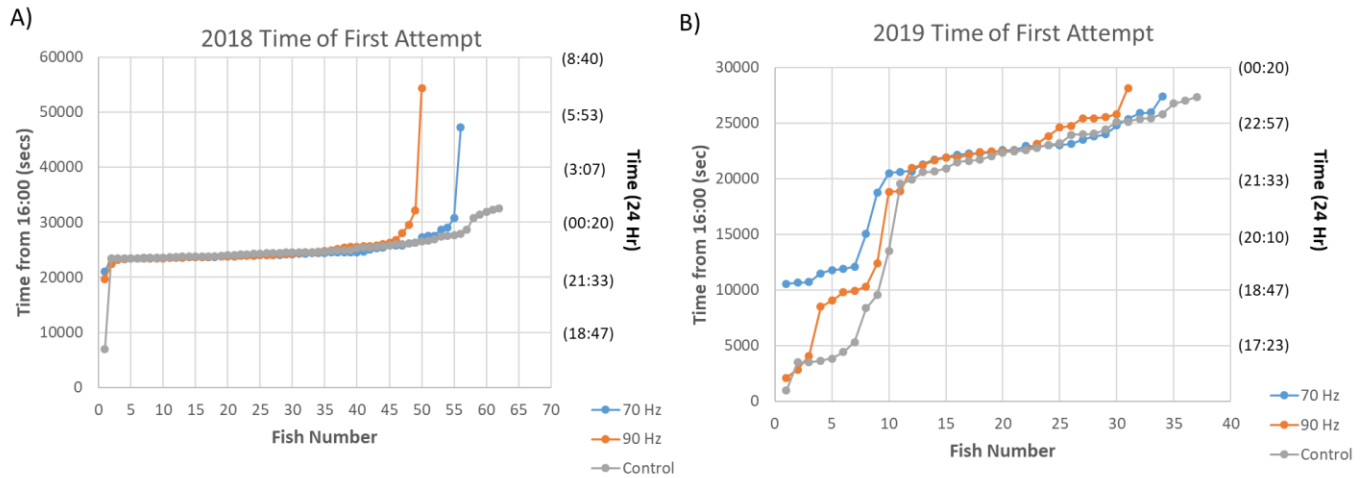 A)
2018 Time of First Attempt
60000
50000
40000
30000
20000
10000
0
Time from 16:00 (secs)
(8:40)
(5:53)
(3:07)
(00:20)
(21:33)
(18:47)
Time (24 Hr)
0 5 10 15 20 25 30 35 40 45 50 55 60 65 70
Fish Number
70 Hz
90 Hz
Control
B)
2019 Time of First Attempt
30000
25000
20000
15000
10000
5000
0
Time from 16:00 (sec)
(00:20)
(22:57)
(21:33)
(20:10)
(18:47)
(17:23)
Time (24 Hr)
0 5 10 15 20 25 30 35 40
Fish Number
70 Hz
90 Hz
Control